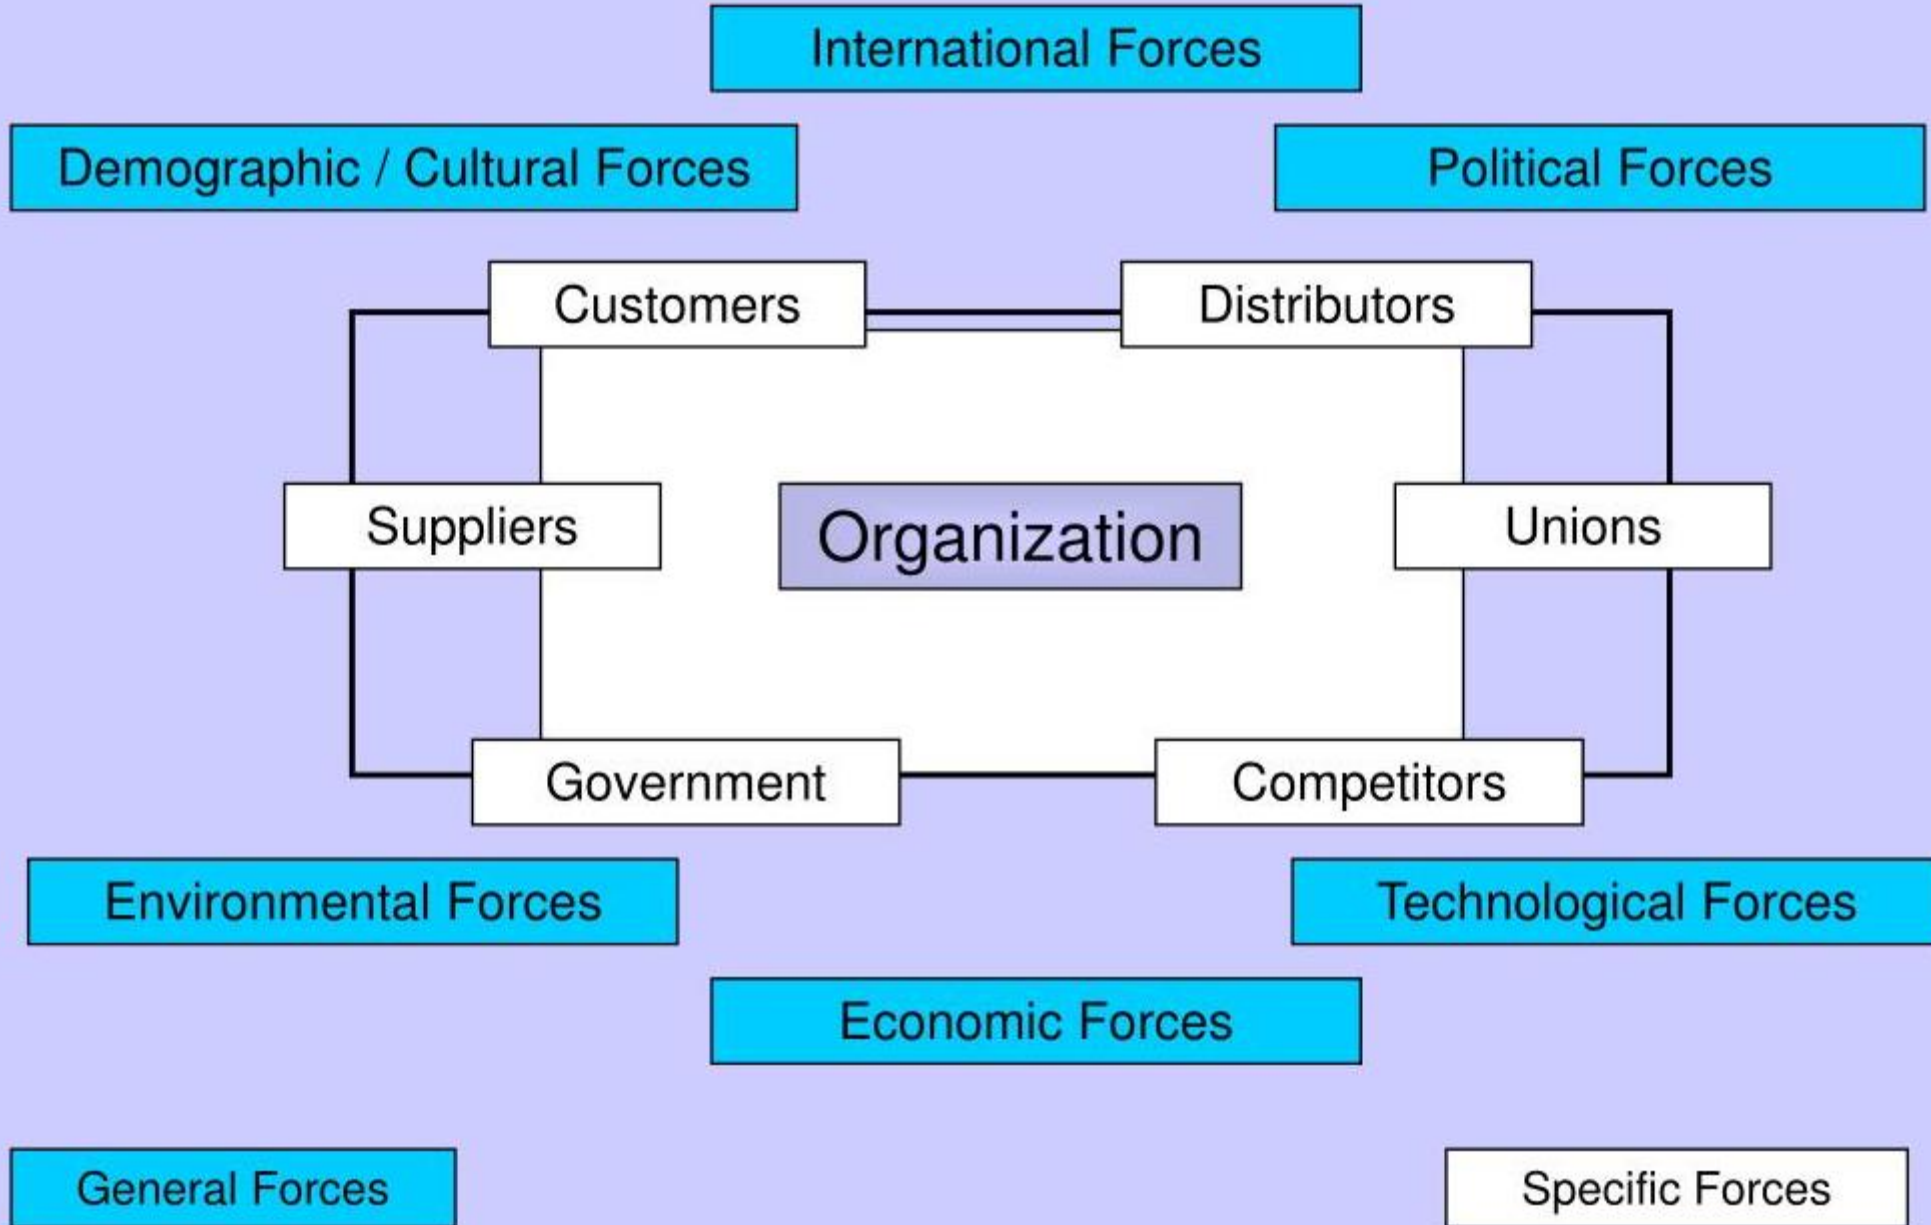 International Forces
Demographic / Cultural Forces
Political Forces
Customers
Distributors
Suppliers
Organization
Unions
Government
Competitors
Environmental Forces
Technological Forces
Economic Forces
General Forces
Specific Forces